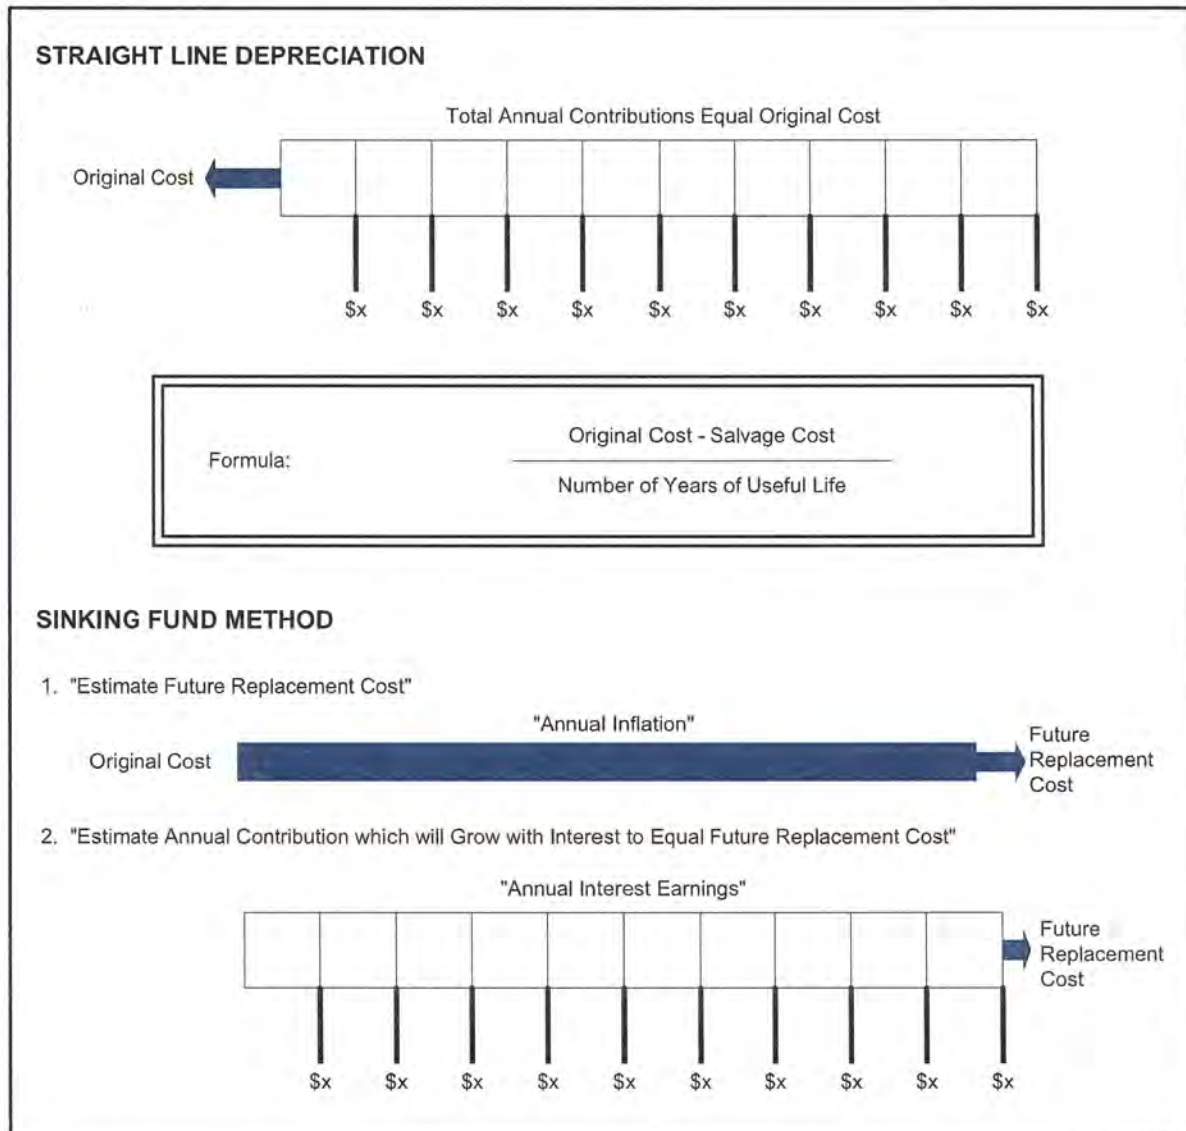 STRAIGHT LINE DEPRECIATION
Total Annual Contributions Equal Original Cost
Original Cost
$x $x $x $x $x $x $x $x $x $x
Formula:
Original Cost - Salvage Cost
Number of Years of Useful Life
SINKING FUND METHOD
1. "Estimate Future Replacement Cost"
"Annual Inflation"
Original Cost
Future
Replacement
Cost
2. "Estimate Annual Contribution which will Grow with Interest to Equal Future Replacement Cost"
"Annual Interest Earnings"
Future
Replacement
Cost
$x $x $x $x $x $x $x $x $x $x